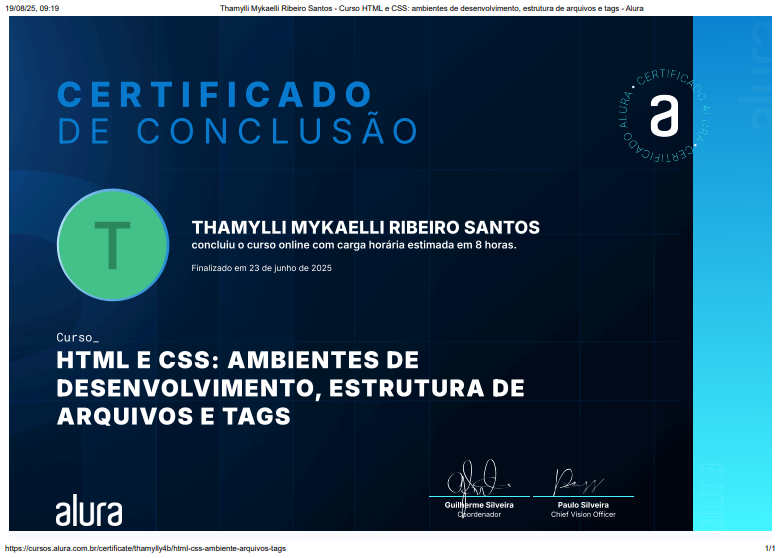 19/08/25, 09:19
Thamylli Mykaelli Ribeiro Santos - Curso HTML e CSS: ambientes de desenvolvimento, estrutura de arquivos e tags - Alura
CERTIFICADO
DE CONCLUSÃO
CERTIFICADO ALURA • CERTIFICADO ALURA •
a
alura
T
THAMYLLI MYKAELLI RIBEIRO SANTOS
concluiu o curso online com carga horária estimada em 8 horas.
Finalizado em 23 de junho de 2025
Curso_
HTML E CSS: AMBIENTES DE
DESENVOLVIMENTO, ESTRUTURA DE
ARQUIVOS E TAGS
alura
Guilherme Silveira
Coordenador
Paulo Silveira
Chief Vision Officer
alura
https://cursos.alura.com.br/certificate/thamylly4b/html-css-ambiente-arquivos-tags
1/1